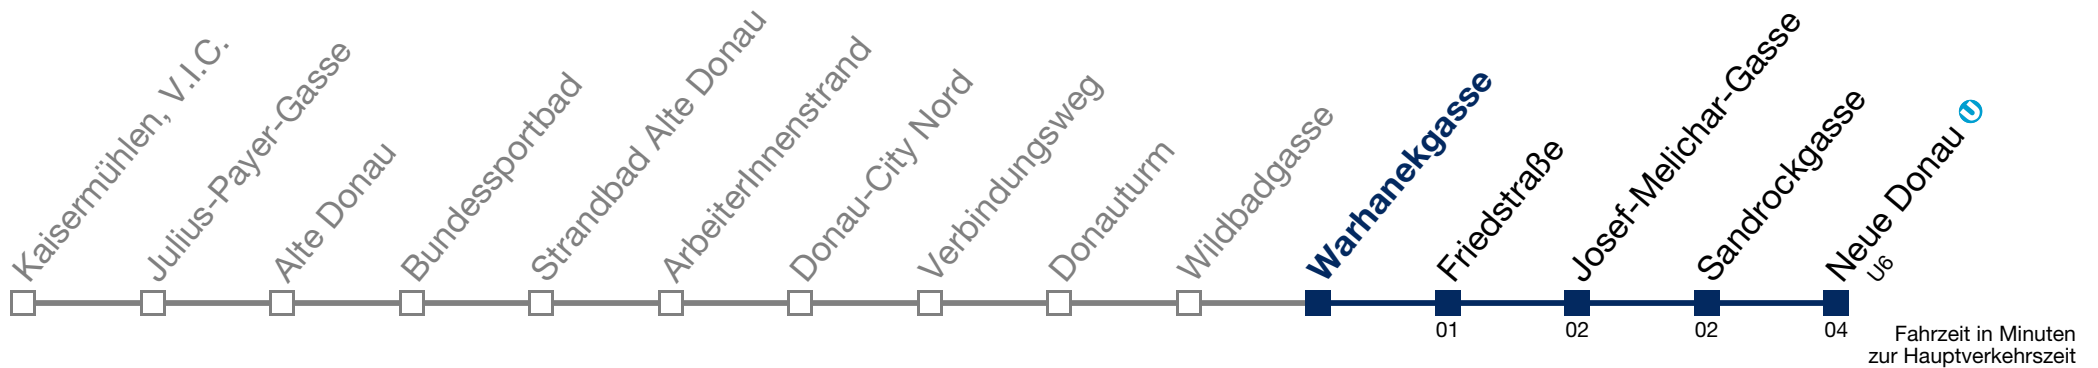 Kaisermühlen, V.I.C.
Julius-Payer-Gasse
Alte Donau
Bundessportbad
Strandbad Alte Donau
ArbeiterInnenstrand
Donau-City Nord
Verbindungsweg
Donauturm
Wildbadgasse
Warhanekgasse
Friedstraße
Josef-Melichar-Gasse
Sandrockgasse
Neue Donau U
U6
01 02 02 04
Fahrzeit in Minuten
zur Hauptverkehrszeit